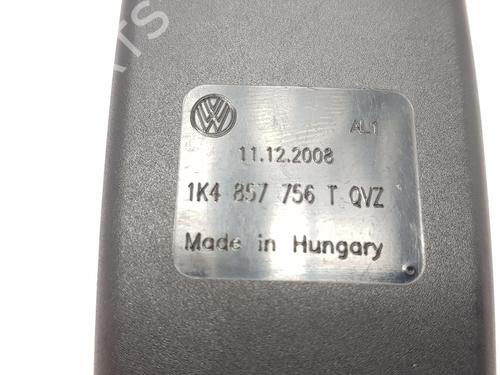 AL1
11.12.2008
1K4 857 756 T QVZ
Made in Hungary